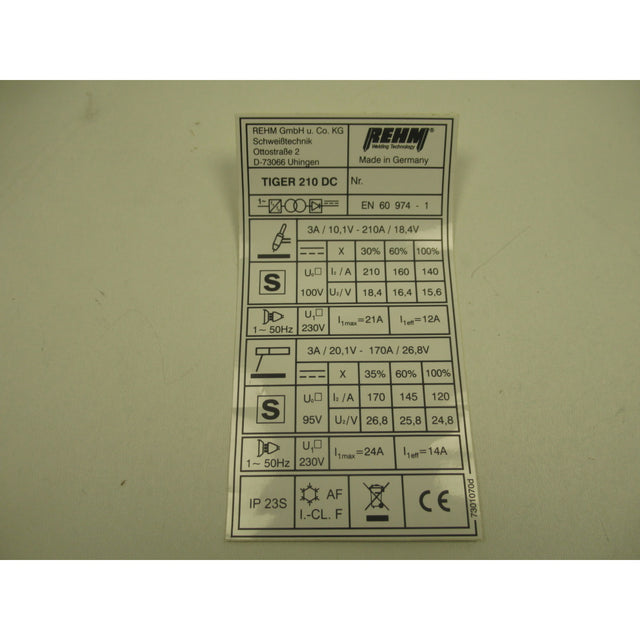 REHM GmbH u. Co. KG
Schweißtechnik
Ottostraße 2
D-73066 Uhingen
REHM®
Welding Technology
Made in Germany
TIGER 210 DC
Nr.
1~
EN 60 974 - 1
3A / 10,1V - 210A / 18,4V
X 30% 60% 100%
S U₀ I₂ / A 210 160 140
100V U₂ / V 18,4 16,4 15,6
1~ 50Hz U₁ 230V I1max=21A I1eff=12A
3A / 20,1V - 170A / 26,8V
X 35% 60% 100%
S U₀ I₂ / A 170 145 120
95V U₂ / V 26,8 25,8 24,8
1~ 50Hz U₁ 230V I1max=24A I1eff=14A
IP 23S
AF
I.-CL. F
CE
7301070d